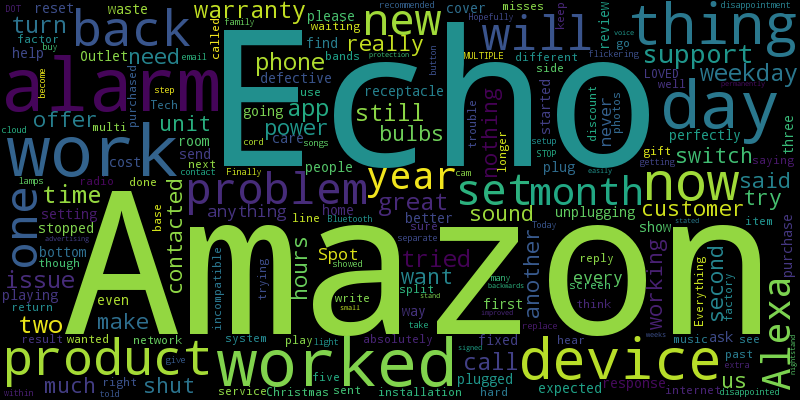 Echo
Amazon
alarm
work
back
new
will
thing
day
now
year
problem
set
month
product
worked
device
Alexa
one
time
issue
two
make
much
shut
turn
need
offer
unit
help
reset
waste
factor
Outlet
warranty
phone
app
power
still
bulbs
really
please
find
waiting
cover
misses
support
weekday
review
never
photos
discount
different
side
go
keep
LOVED
well
perfectly
switch
said
try
customer
unplugging
plug
started
nothing
longer
trouble
setup
STOP
receptacle
defective
bands
called
family
people
care
use
going
room
send
next
contact
cost
multi
Tech
step
purchased
become
cloud
lamps
email
buy
DOT
recommended
disappointment
Hopefully
flickering
voice
button
MULTIPLE
protection
cord
songs
Finally
cam
easily
permanently
gift
getting
saying
three
great
sound
tried
want
Spot
hours
contacted
anything
home
line
Bluetooth
better
sure
separate
Today
another
every
reply
screen
think
show
item
purchase
working
Everything
second
factory
ask
see
music
past
extra
us
disappointed
internet
weeks
replace
response
expected
hear
fixed
call
plugged
hard
installation
first
way
take
many
backwards
stand
improved
signed
split
write
small
showed
trying
incompatible
base
system
play
light
absolutely
five
sent
Christmas
service
give
network
wanted
result
right
told
done
within
return
playing
bottom
though
stopped
setting
radio
even
advertising
stated
nightstand